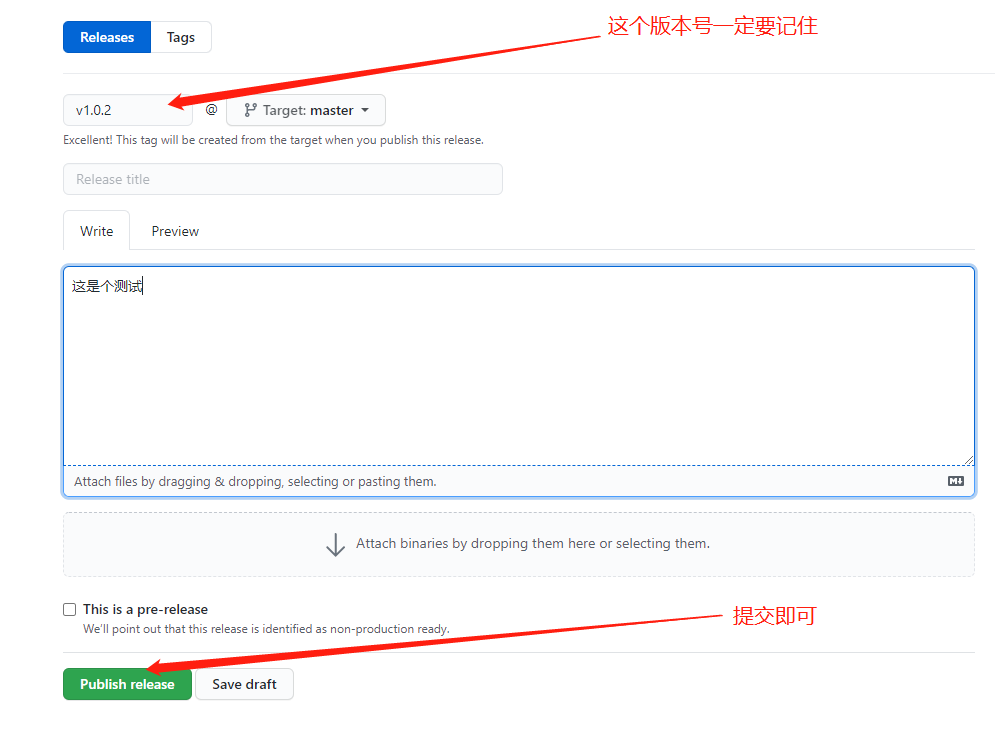 这个版本号一定要记住
Releases
Tags
v1.0.2
@
Target: master
Excellent! This tag will be created from the target when you publish this release.
Release title
Write
Preview
这是个测试
Attach files by dragging & dropping, selecting or pasting them.
M↓
Attach binaries by dropping them here or selecting them.
This is a pre-release
We'll point out that this release is identified as non-production ready.
提交即可
Publish release
Save draft